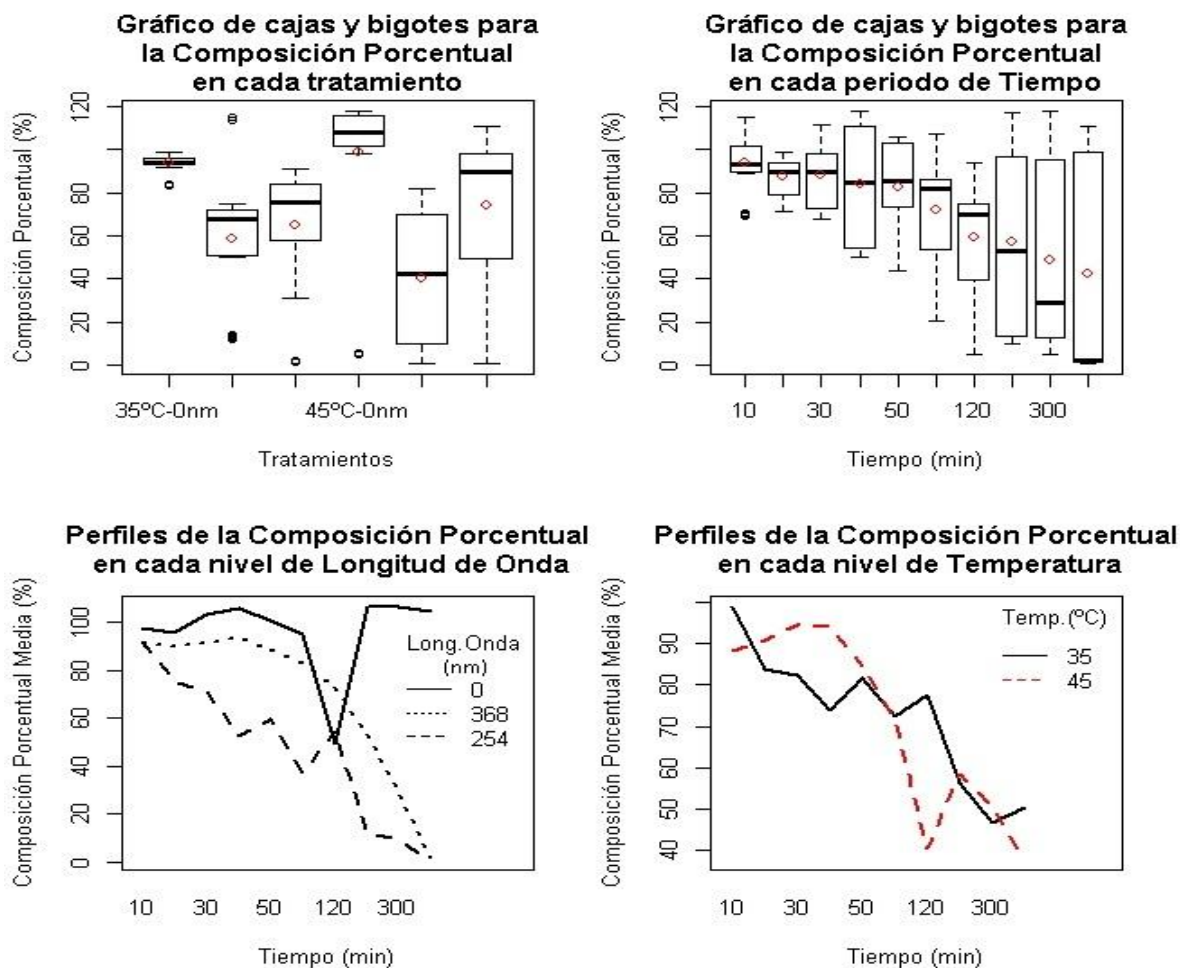 Gráfico de cajas y bigotes para
la Composición Porcentual
en cada tratamiento
Composición Porcentual (%)
120
80
60
40
20
0
35ºC-0nm
45ºC-0nm
Tratamientos
Gráfico de cajas y bigotes para
la Composición Porcentual
en cada periodo de Tiempo
Composición Porcentual (%)
120
80
60
40
20
0
10
30
50
120
300
Tiempo (min)
Perfiles de la Composición Porcentual
en cada nivel de Longitud de Onda
Composición Porcentual Media (%)
100
80
60
40
20
0
Long.Onda
(nm)
0
368
254
10
30
50
120
300
Tiempo (min)
Perfiles de la Composición Porcentual
en cada nivel de Temperatura
Composición Porcentual Media (%)
90
80
70
60
50
40
Temp.(ºC)
35
45
10
30
50
120
300
Tiempo (min)